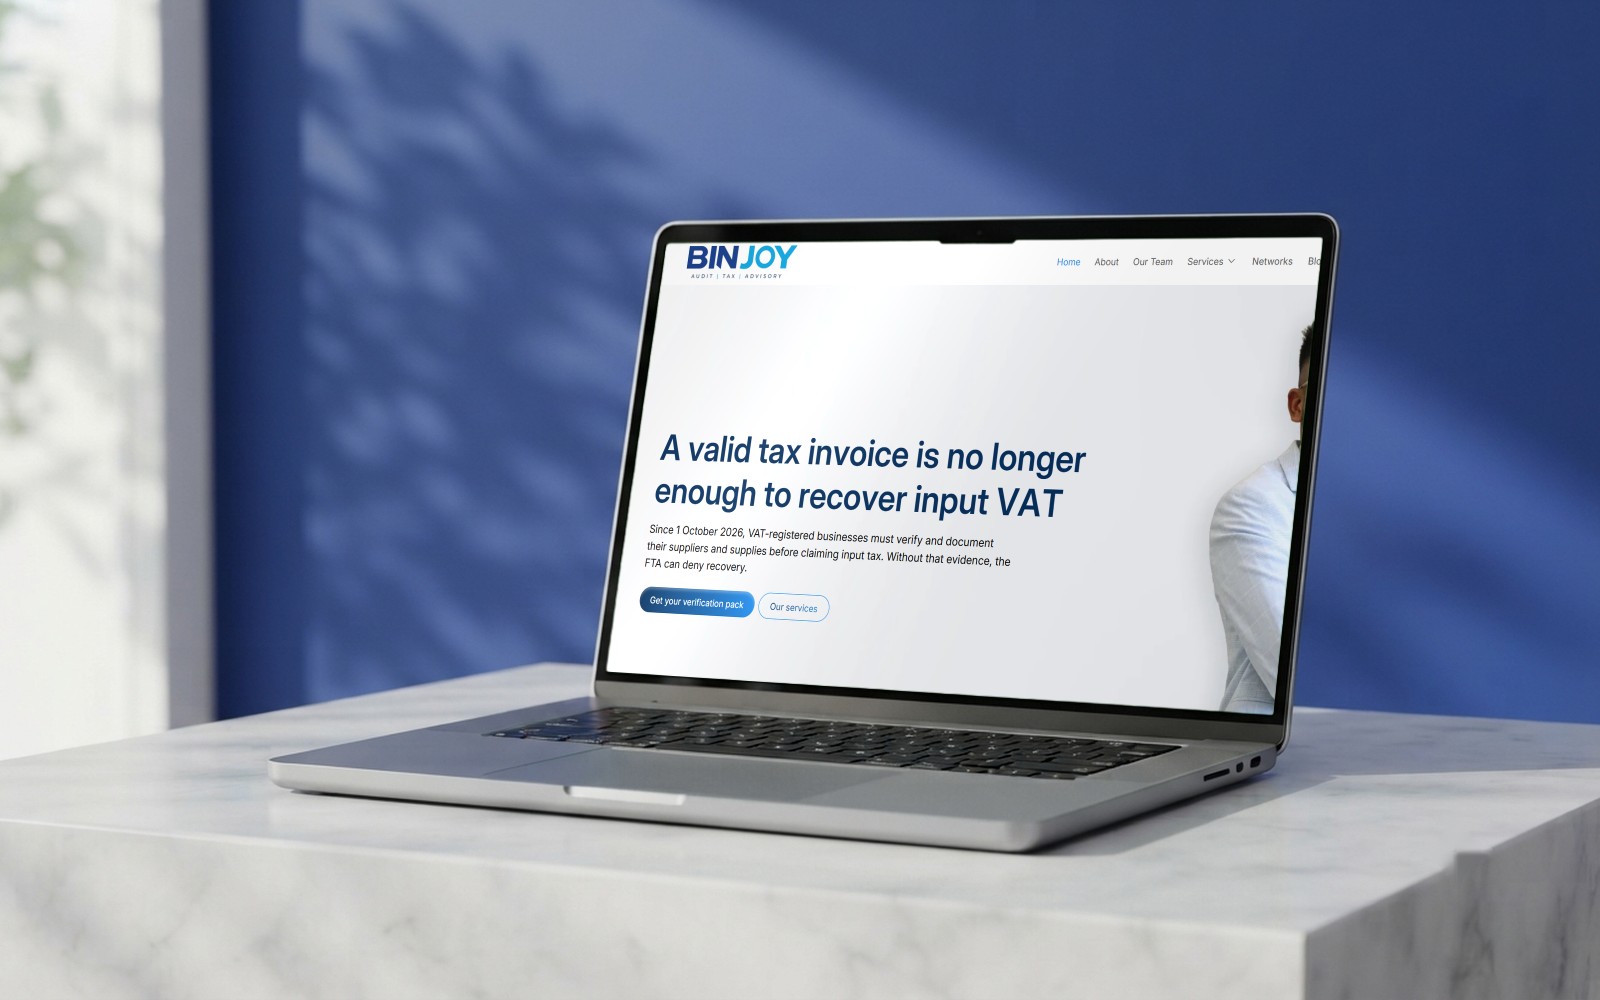 BINJOY
AUDIT | TAX | ADVISORY
Home About Our Team Services Networks Blo
A valid tax invoice is no longer
enough to recover input VAT
Since 1 October 2026, VAT-registered businesses must verify and document
their suppliers and supplies before claiming input tax. Without that evidence, the
FTA can deny recovery.
Get your verification pack Our services